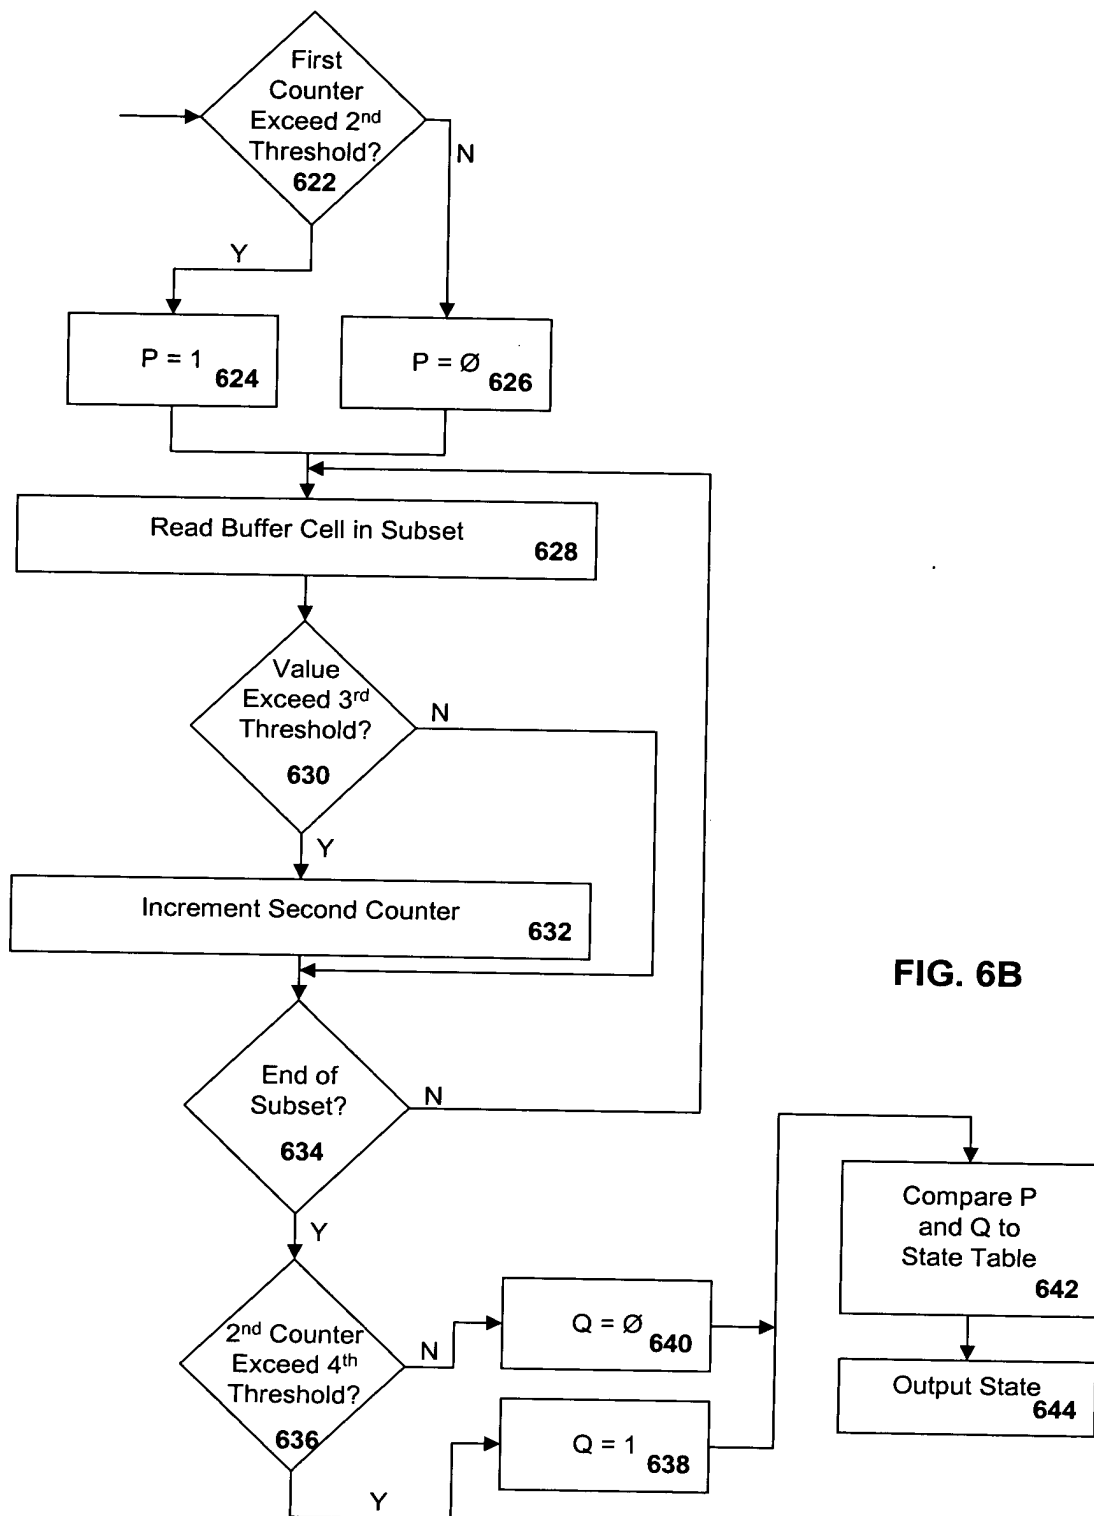 First
Counter
Exceed 2nd
Threshold?
622
N
Y
P = 1
624
P = Ø
626
Read Buffer Cell in Subset
628
Value
Exceed 3rd
Threshold?
630
N
Y
Increment Second Counter
632
FIG. 6B
End of
Subset?
634
N
Y
Compare P
and Q to
State Table
642
2nd Counter
Exceed 4th
Threshold?
636
N
Q = Ø
640
Output State
644
Y
Q = 1
638